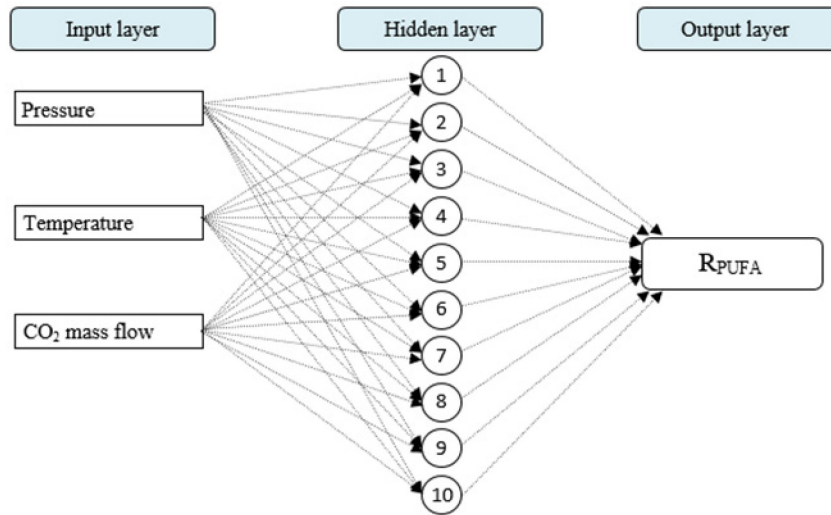 Input layer
Hidden layer
Output layer
Pressure
Temperature
CO₂ mass flow
1
2
3
4
5
6
7
8
9
10
R_PUFA